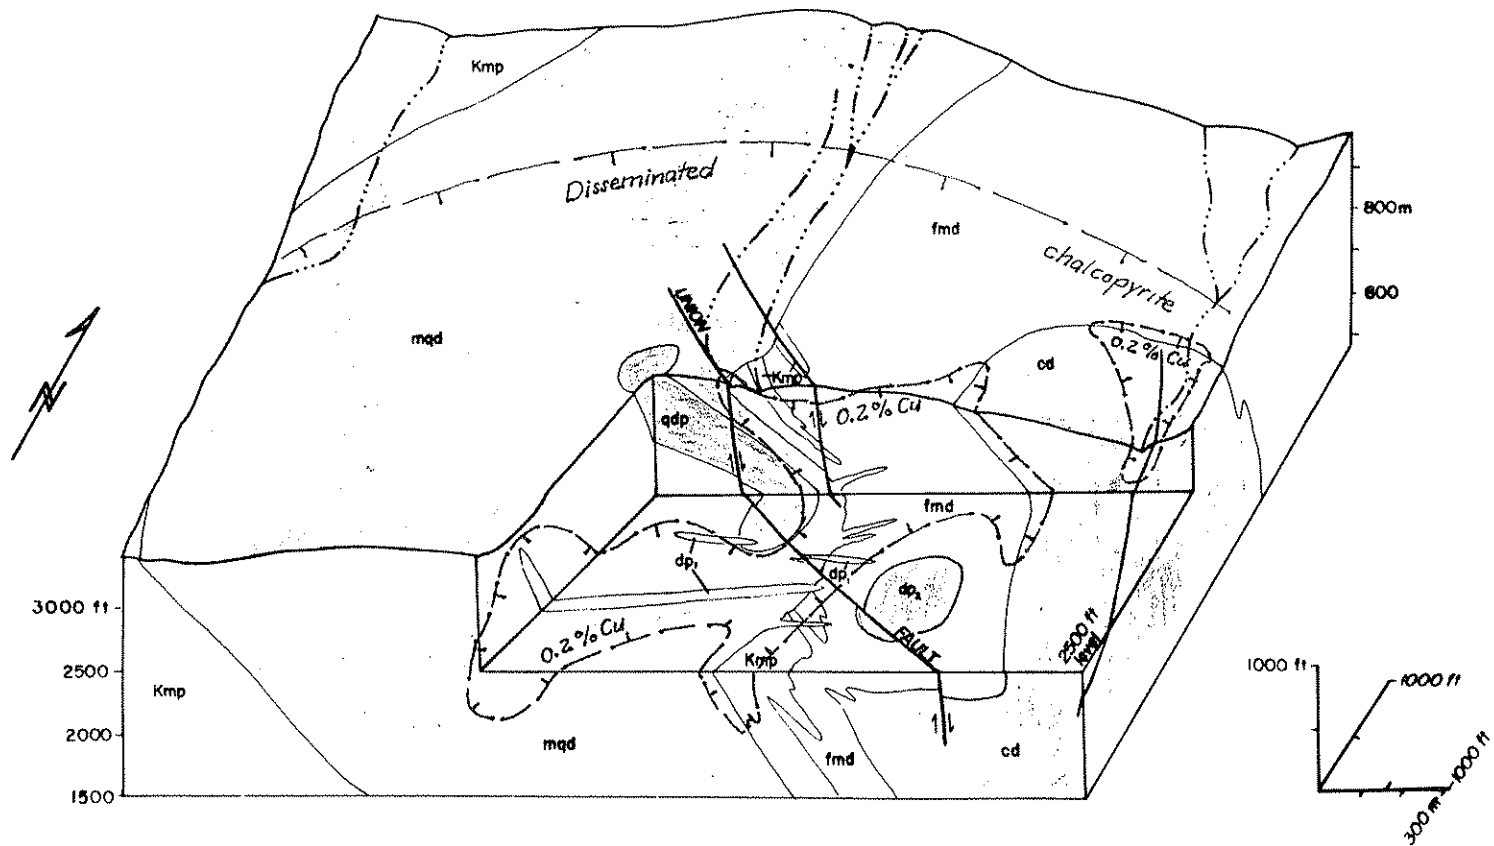 Kmp
Disseminated
800m
fmd
chalcopyrite
600
UNION
mqd
0.2% Cu
cd
Kmp
0.2% Cu
qdp
fmd
dp₁
dp₁
dp₂
3000 ft
0.2% Cu
FAULT
2500 ft
level
Kmp
2500
1000 ft
1000 ft
Kmp
2000
mqd
fmd
cd
1500
1000 ft
300 m
N